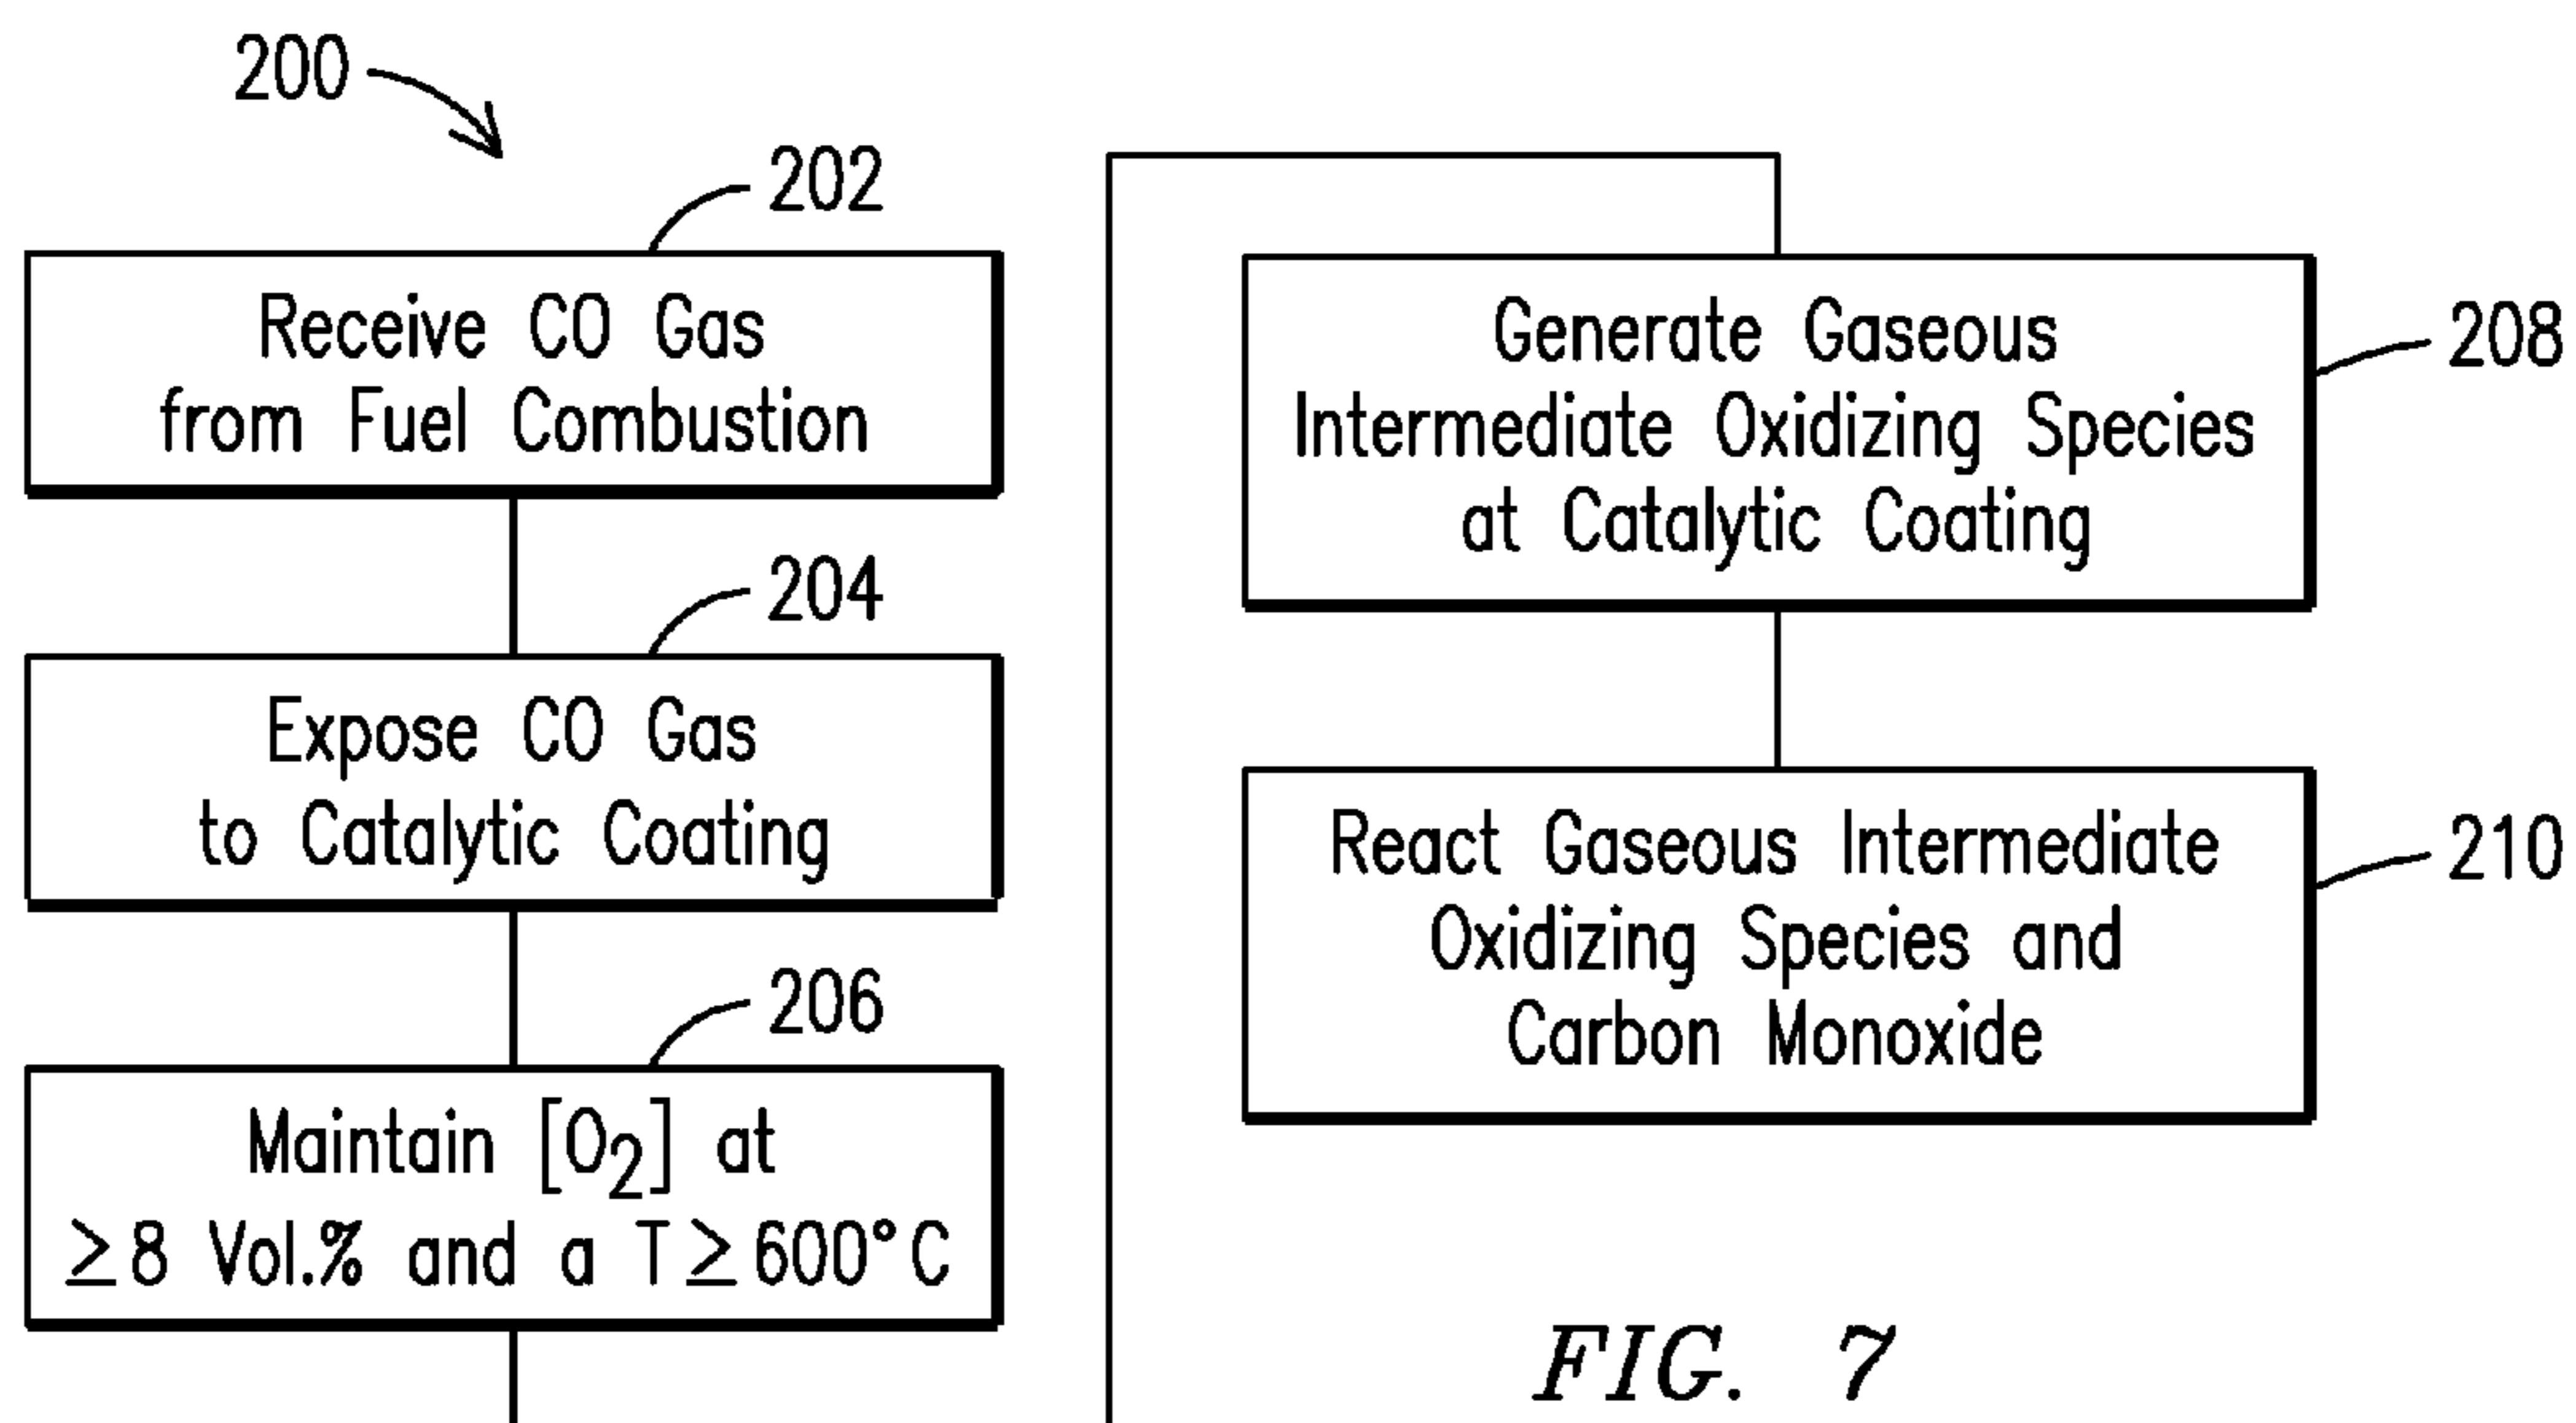 200
202
Receive CO Gas
from Fuel Combustion
204
Expose CO Gas
to Catalytic Coating
206
Maintain [O₂] at
≥8 Vol.% and a T≥600°C
208
Generate Gaseous
Intermediate Oxidizing Species
at Catalytic Coating
210
React Gaseous Intermediate
Oxidizing Species and
Carbon Monoxide
FIG. 7